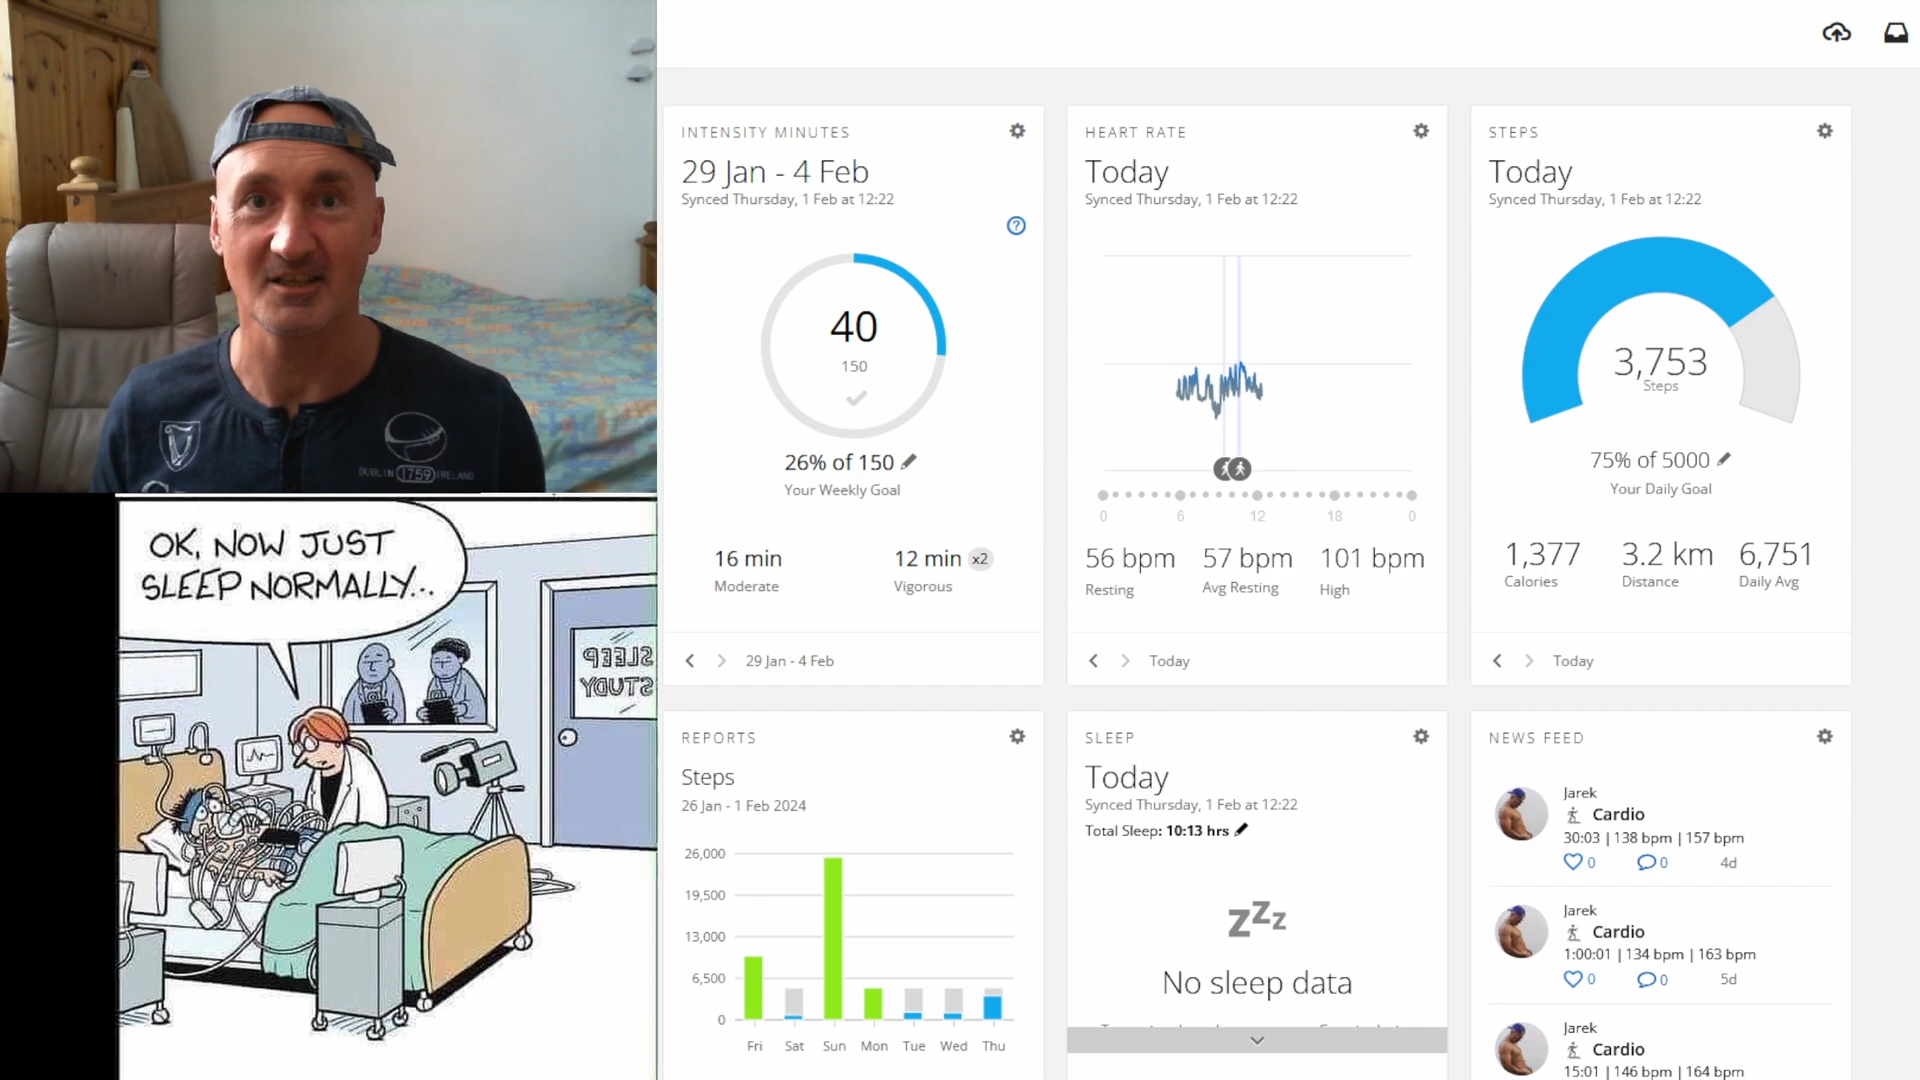 DUBLIN 1759 IRELAND
OK, NOW JUST
SLEEP NORMALLY...
SLEEP
STUDY
INTENSITY MINUTES
29 Jan - 4 Feb
Synced Thursday, 1 Feb at 12:22
?
40
150
26% of 150
Your Weekly Goal
16 min
12 min x2
Moderate
Vigorous
29 Jan - 4 Feb
HEART RATE
Today
Synced Thursday, 1 Feb at 12:22
0 6 12 18 0
56 bpm 57 bpm 101 bpm
Resting Avg Resting High
Today
STEPS
Today
Synced Thursday, 1 Feb at 12:22
3,753
Steps
75% of 5000
Your Daily Goal
1,377 3.2 km 6,751
Calories Distance Daily Avg
Today
REPORTS
Steps
26 Jan - 1 Feb 2024
26,000
19,500
13,000
6,500
0
Fri Sat Sun Mon Tue Wed Thu
SLEEP
Today
Synced Thursday, 1 Feb at 12:22
Total Sleep: 10:13 hrs
zzz
No sleep data
NEWS FEED
Jarek
Cardio
30:03 | 138 bpm | 157 bpm
0 0 4d
Jarek
Cardio
1:00:01 | 134 bpm | 163 bpm
0 0 5d
Jarek
Cardio
15:01 | 146 bpm | 164 bpm